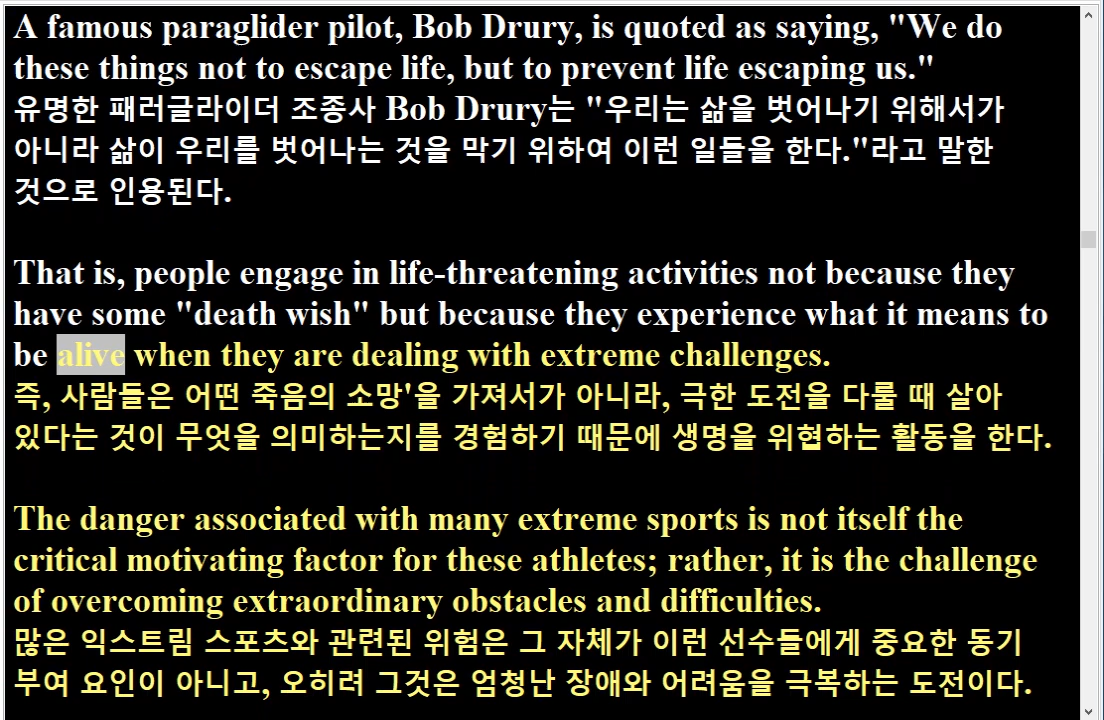 A famous paraglider pilot, Bob Drury, is quoted as saying, "We do
these things not to escape life, but to prevent life escaping us."
유명한 패러글라이더 조종사 Bob Drury는 "우리는 삶을 벗어나기 위해서가
아니라 삶이 우리를 벗어나는 것을 막기 위하여 이런 일들을 한다."라고 말한
것으로 인용된다.
That is, people engage in life-threatening activities not because they
have some "death wish" but because they experience what it means to
be alive when they are dealing with extreme challenges.
즉, 사람들은 어떤 죽음의 소망'을 가져서가 아니라, 극한 도전을 다룰 때 살아
있다는 것이 무엇을 의미하는지를 경험하기 때문에 생명을 위협하는 활동을 한다.
The danger associated with many extreme sports is not itself the
critical motivating factor for these athletes; rather, it is the challenge
of overcoming extraordinary obstacles and difficulties.
많은 익스트림 스포츠와 관련된 위험은 그 자체가 이런 선수들에게 중요한 동기
부여 요인이 아니고, 오히려 그것은 엄청난 장애와 어려움을 극복하는 도전이다.